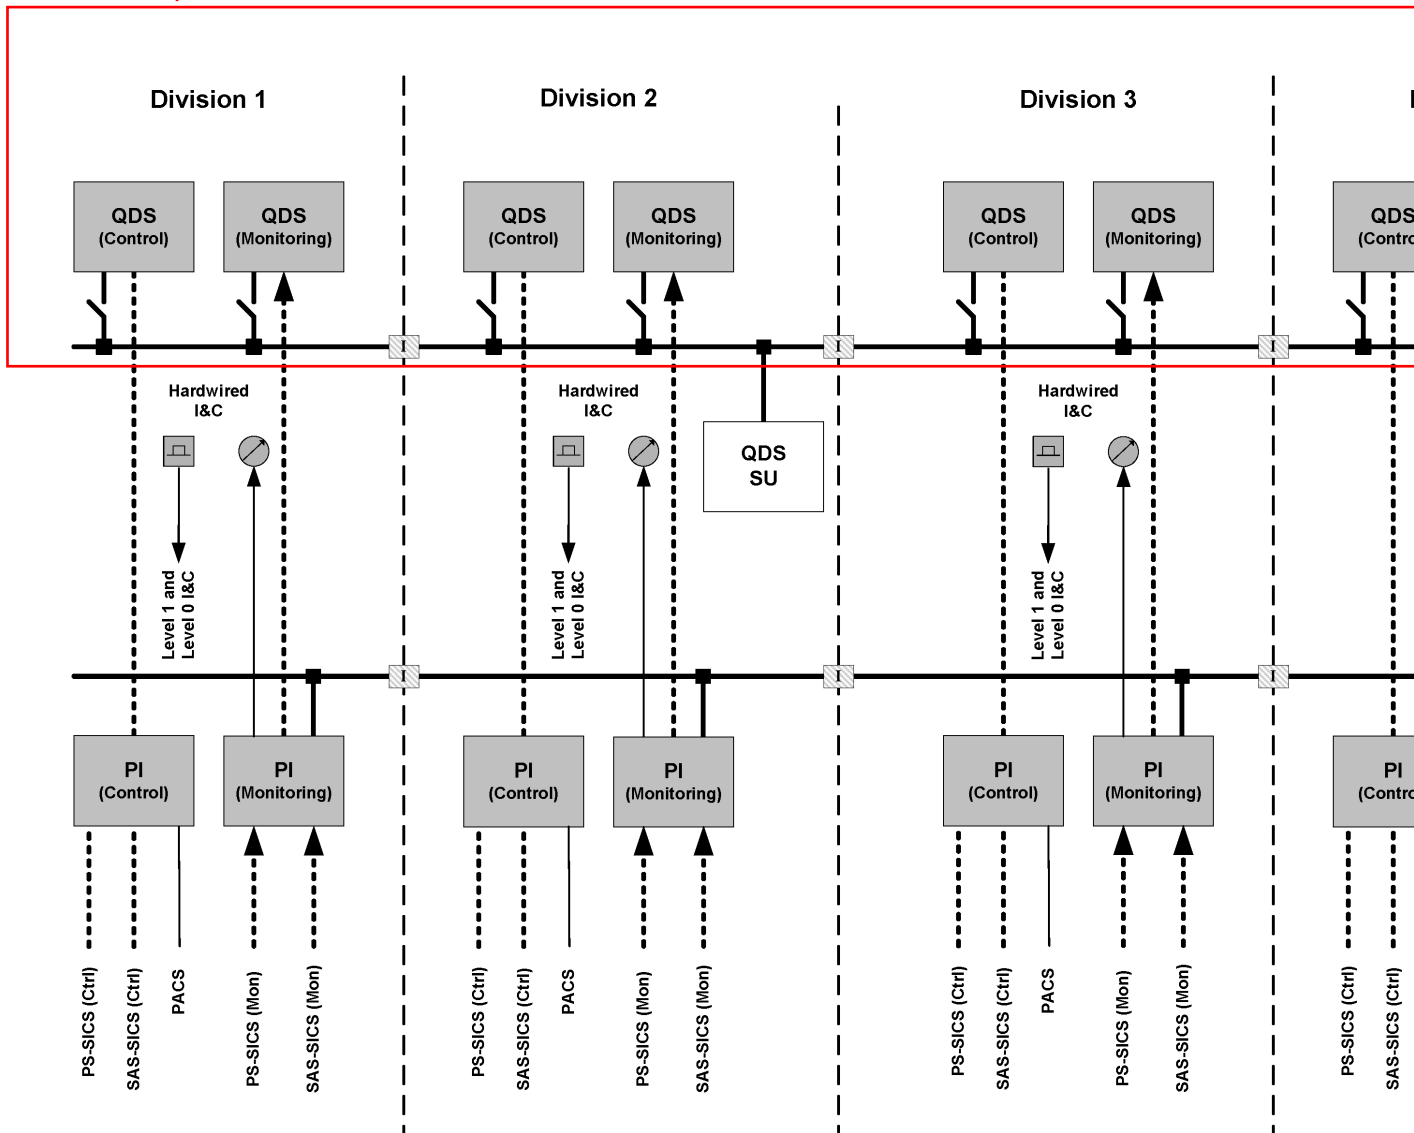 Division 1
Division 2
Division 3
QDS
(Control)
QDS
(Monitoring)
QDS
(Control)
QDS
(Monitoring)
QDS
(Control)
QDS
(Monitoring)
QDS
(Contro
I
I
I
Hardwired
I&C
Hardwired
I&C
Hardwired
I&C
QDS
SU
Level 1 and
Level 0 I&C
Level 1 and
Level 0 I&C
Level 1 and
Level 0 I&C
I
I
I
PI
(Control)
PI
(Monitoring)
PI
(Control)
PI
(Monitoring)
PI
(Control)
PI
(Monitoring)
PI
(Contro
PS-SICS (Ctrl)
SAS-SICS (Ctrl)
PACS
PS-SICS (Mon)
SAS-SICS (Mon)
PS-SICS (Ctrl)
SAS-SICS (Ctrl)
PACS
PS-SICS (Mon)
SAS-SICS (Mon)
PS-SICS (Ctrl)
SAS-SICS (Ctrl)
PACS
PS-SICS (Mon)
SAS-SICS (Mon)
PS-SICS (Ctrl)
SAS-SICS (Ctrl)